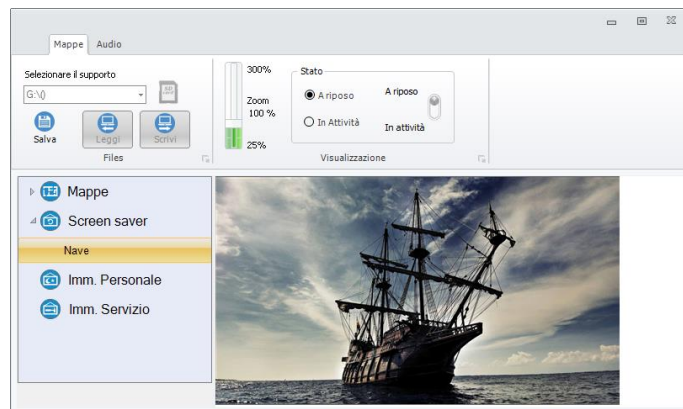 Mappe Audio
Selezionare il supporto
G:\()
Salva Leggi Scrivi
Files
300%
Zoom
100 %
25%
Stato
A riposo
In Attività
A riposo
In attività
Visualizzazione
Mappe
Screen saver
Nave
Imm. Personale
Imm. Servizio